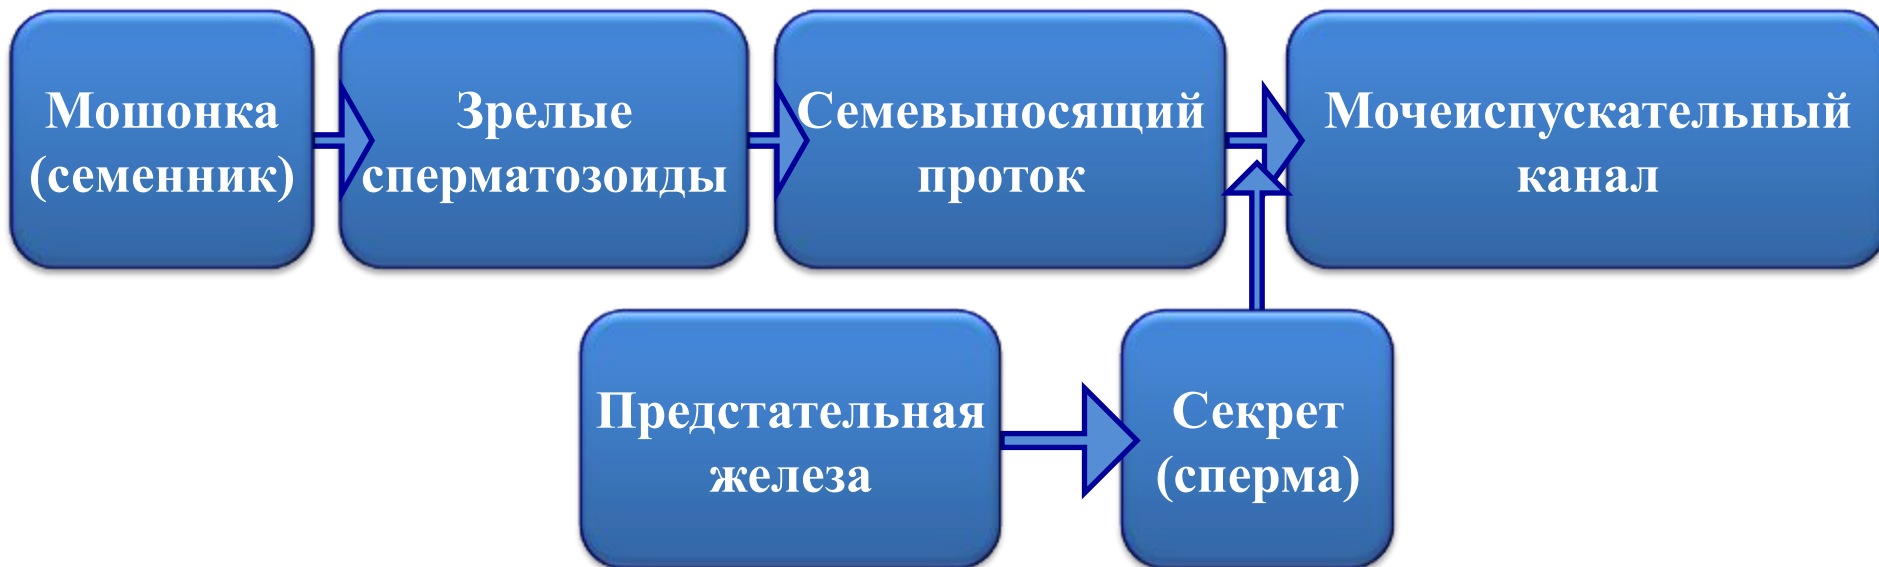 Мошонка
(семенник)
Зрелые
сперматозоиды
Семевыносящий
проток
Мочеиспускательный
канал
Предстательная
железа
Секрет
(сперма)